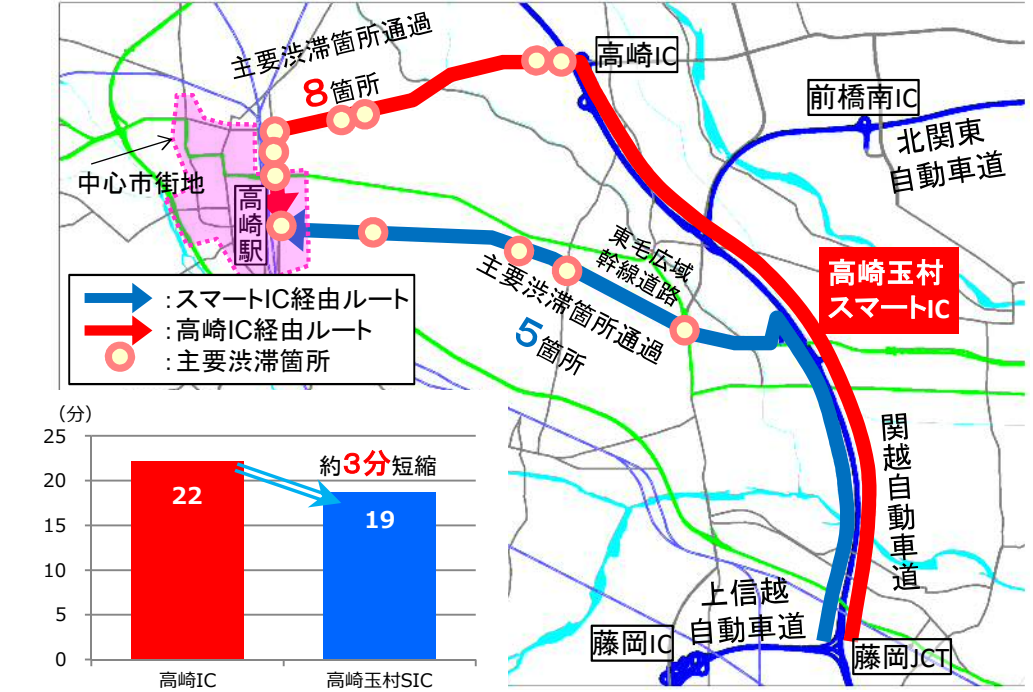 主要渋滞箇所通過
8箇所
高崎IC
前橋南IC
北関東
自動車道
中心市街地
高崎駅
東毛広域
幹線道路
主要渋滞箇所通過
5箇所
高崎玉村
スマートIC
:スマートIC経由ルート
:高崎IC経由ルート
:主要渋滞箇所
関越自動車道
上信越
自動車道
藤岡IC
藤岡JCT
（分）
25
20
15
10
5
0
約3分短縮
22
19
高崎IC
高崎玉村SIC